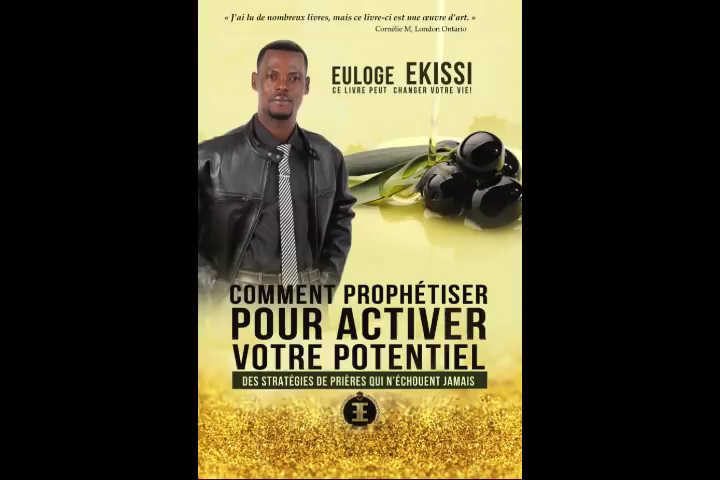 « J'ai lu de nombreux livres, mais ce livre-ci est une œuvre d'art. »
Cornélie M, London Ontario
EULOGE EKISSI
CE LIVRE PEUT CHANGER VOTRE VIE!
COMMENT PROPHÉTISER
POUR ACTIVER
VOTRE POTENTIEL
DES STRATÉGIES DE PRIÈRES QUI N'ÉCHOUENT JAMAIS